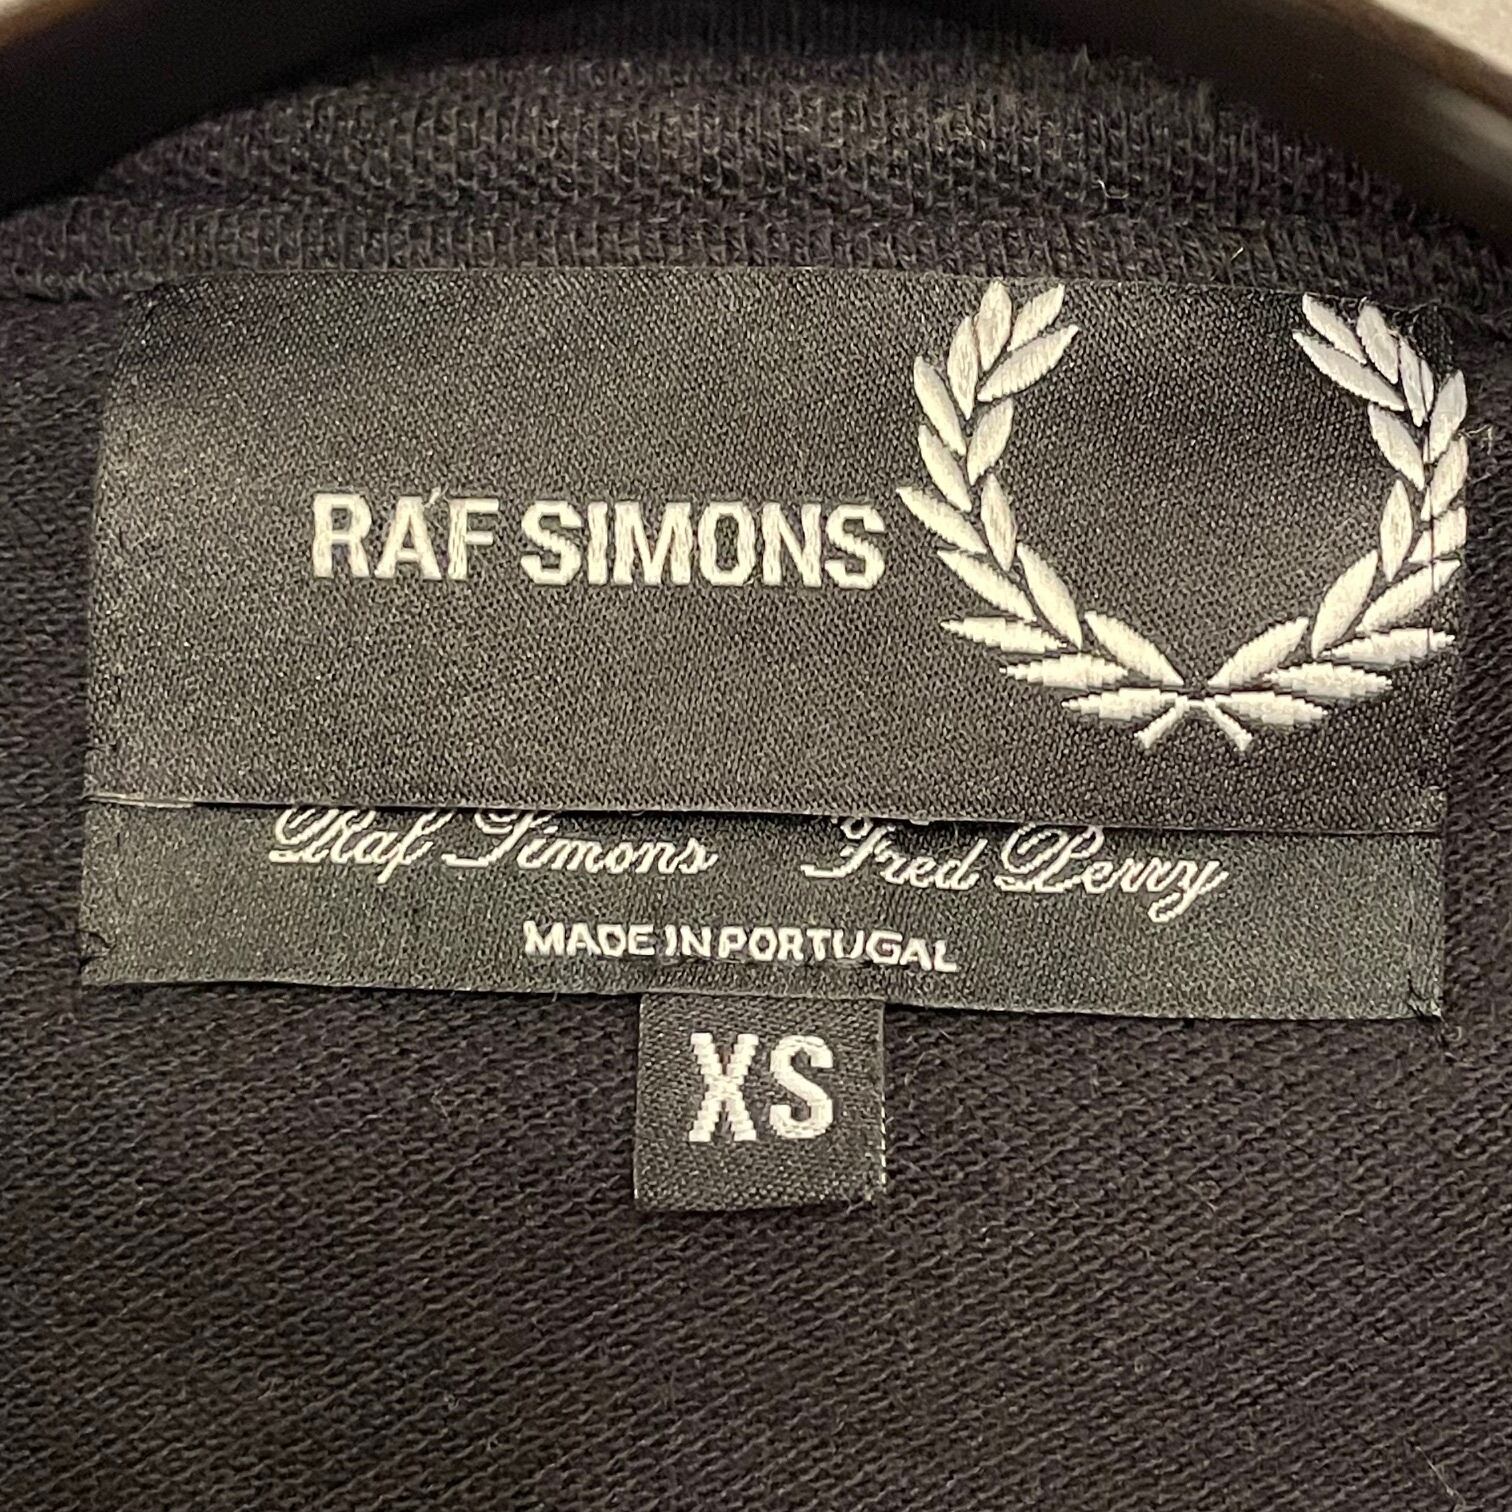 RAF SIMONS
Raf Simons Fred Perry
MADE IN PORTUGAL
XS